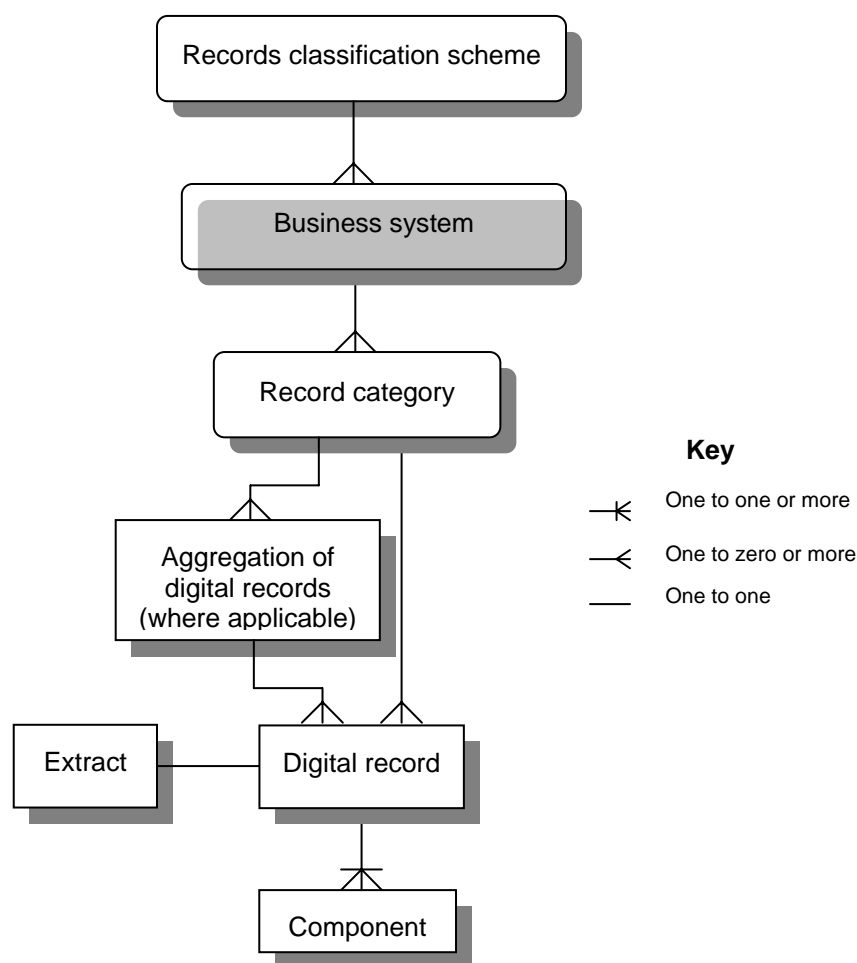 Records classification scheme
Business system
Record category
Key
One to one or more
One to zero or more
One to one
Aggregation of
digital records
(where applicable)
Extract
Digital record
Component